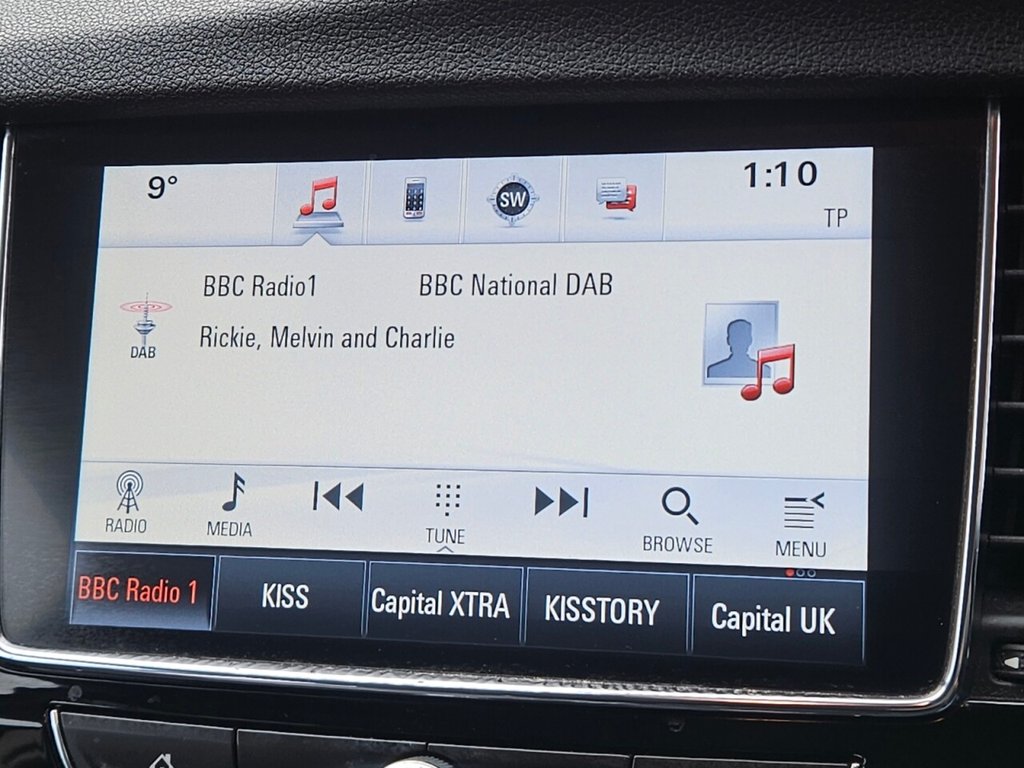 9°
SW
1:10
TP
BBC Radio1 BBC National DAB
DAB
Rickie, Melvin and Charlie
RADIO MEDIA TUNE BROWSE MENU
BBC Radio 1 KISS Capital XTRA KISSTORY Capital UK